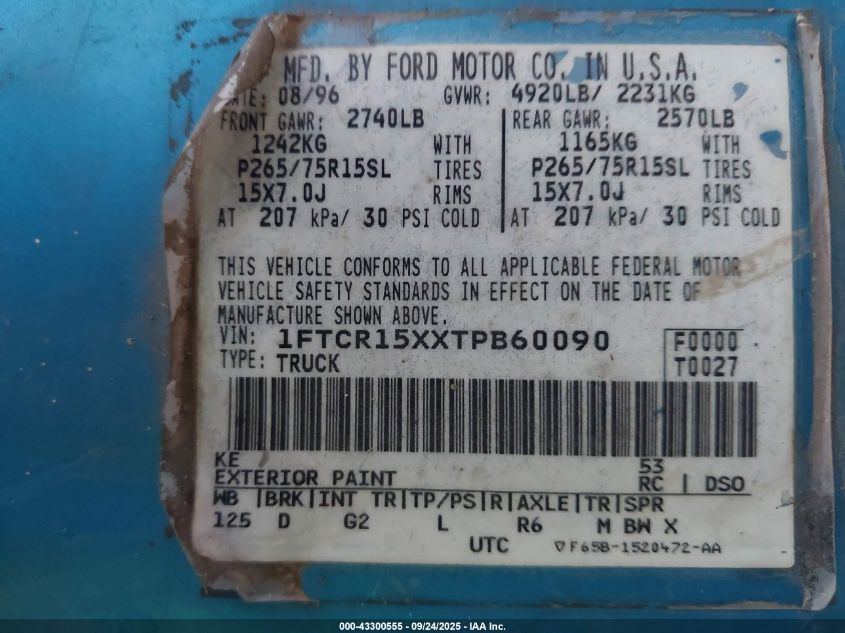 MFD. BY FORD MOTOR CO. IN U.S.A.
DATE: 08/96 GVWR: 4920LB/ 2231KG
FRONT GAWR: 2740LB REAR GAWR: 2570LB
1242KG WITH 1165KG WITH
P265/75R15SL TIRES P265/75R15SL TIRES
15X7.0J RIMS 15X7.0J RIMS
AT 207 kPa/ 30 PSI COLD AT 207 kPa/ 30 PSI COLD
THIS VEHICLE CONFORMS TO ALL APPLICABLE FEDERAL MOTOR
VEHICLE SAFETY STANDARDS IN EFFECT ON THE DATE OF
MANUFACTURE SHOWN ABOVE.
VIN: 1FTCR15XXTPB60090 F0000
TYPE: TRUCK T0027
KE 53
EXTERIOR PAINT RC | DSO
WB |BRK|INT TR|TP/PS|R|AXLE|TR|SPR
125 D G2 L R6 M BW X
UTC ▽F65B-1520472-AA
000-43300555 - 09/24/2025 - IAA Inc.